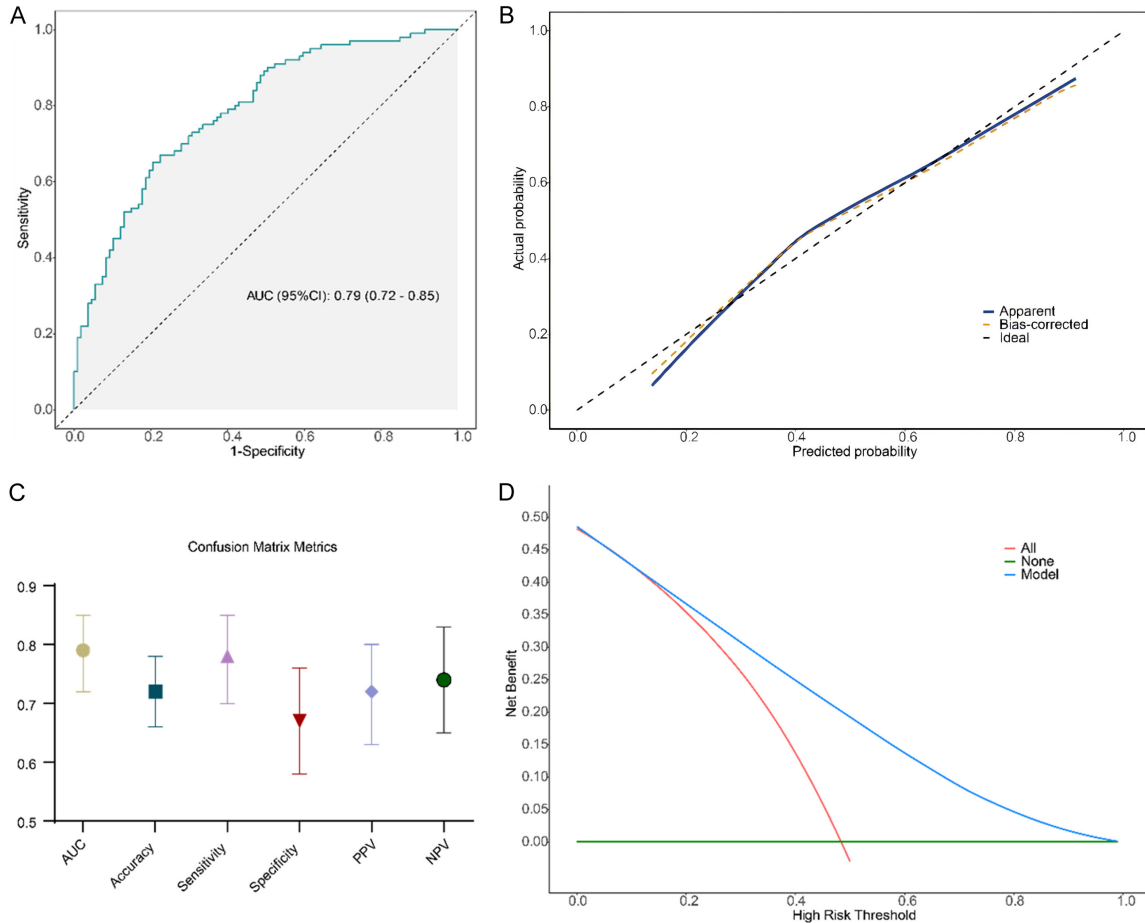 A
1.0
0.8
0.6
0.4
0.2
0.0
Sensitivity
AUC (95%CI): 0.79 (0.72 - 0.85)
0.0 0.2 0.4 0.6 0.8 1.0
1-Specificity
B
1.0
0.8
0.6
0.4
0.2
0.0
Actual probability
Apparent
Bias-corrected
Ideal
0.0 0.2 0.4 0.6 0.8 1.0
Predicted probability
C
Confusion Matrix Metrics
0.9
0.8
0.7
0.6
0.5
AUC
Accuracy
Sensitivity
Specificity
PPV
NPV
D
0.50
0.45
0.40
0.35
0.30
0.25
0.20
0.15
0.10
0.05
0.00
Net Benefit
All
None
Model
0.0 0.2 0.4 0.6 0.8 1.0
High Risk Threshold